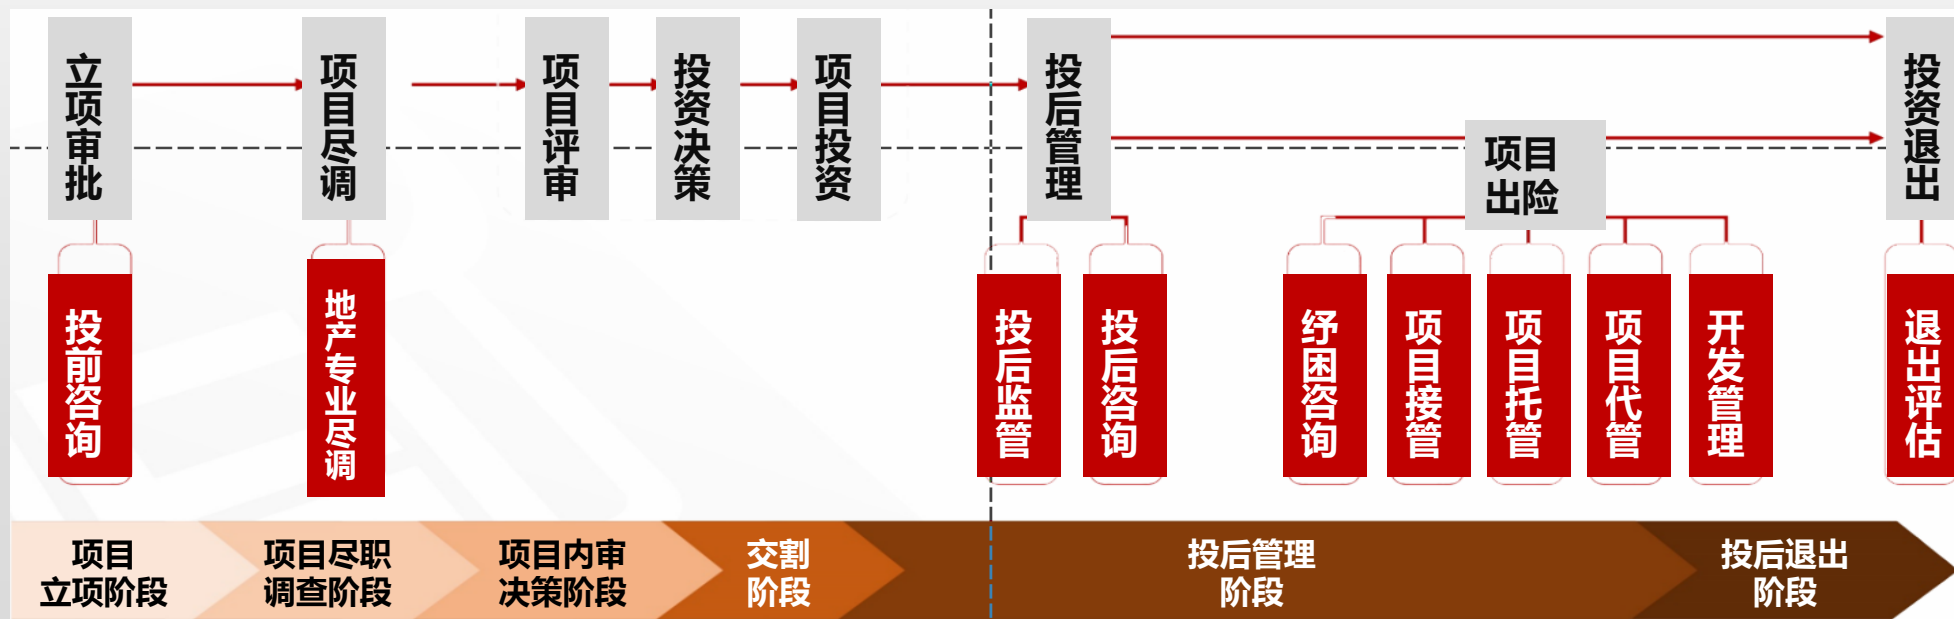 立项审批
项目尽调
项目评审
投资决策
项目投资
投后管理
项目
出险
投资退出
投前咨询
地产专业尽调
投后监管
投后咨询
纾困咨询
项目接管
项目托管
项目代管
开发管理
退出评估
项目
立项阶段
项目尽职
调查阶段
项目内审
决策阶段
交割
阶段
投后管理
阶段
投后退出
阶段